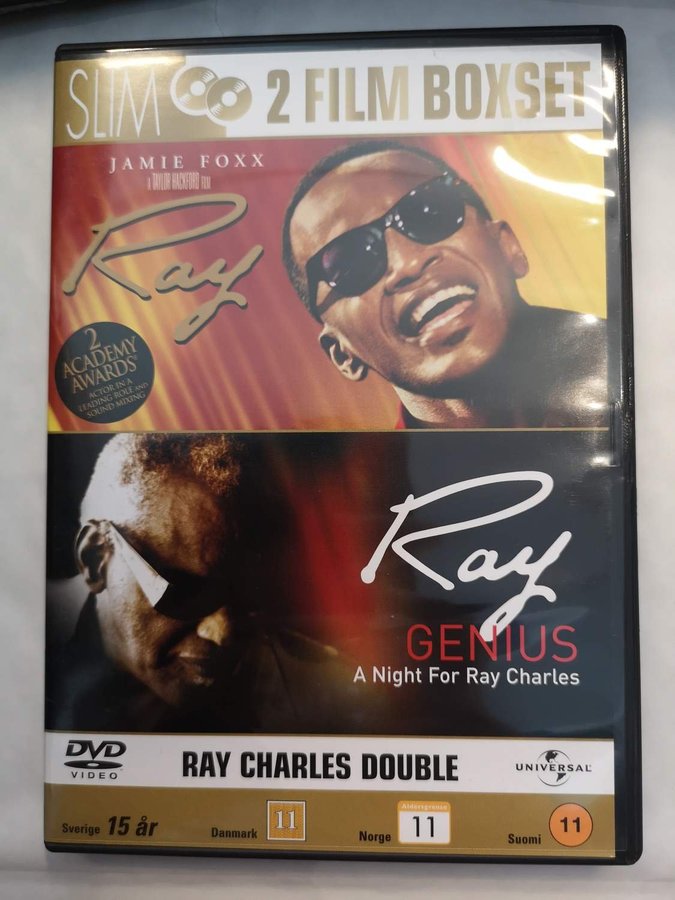 SLIM 2 FILM BOXSET
JAMIE FOXX
A TAYLOR HACKFORD FILM
Ray
2
ACADEMY
AWARDS®
ACTOR IN A
LEADING ROLE AND
SOUND MIXING
Ray
GENIUS
A Night For Ray Charles
DVD
VIDEO
RAY CHARLES DOUBLE
UNIVERSAL
Sverige 15 år
Danmark 11
Norge Aldersgrense 11
Suomi 11